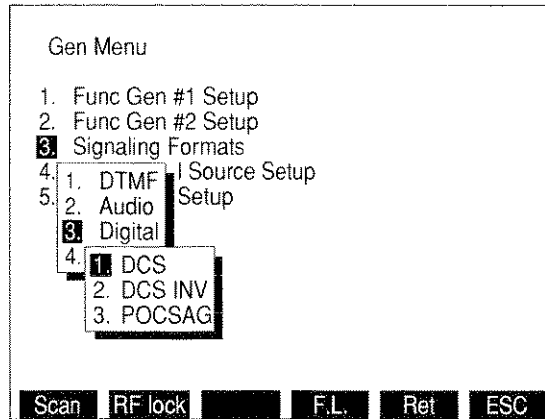 Gen Menu
1. Func Gen #1 Setup
2. Func Gen #2 Setup
3. Signaling Formats
4. l Source Setup
5. Setup
1. DTMF
2. Audio
3. Digital
4.
1. DCS
2. DCS INV
3. POCSAG
Scan RF lock F.L. Ret ESC